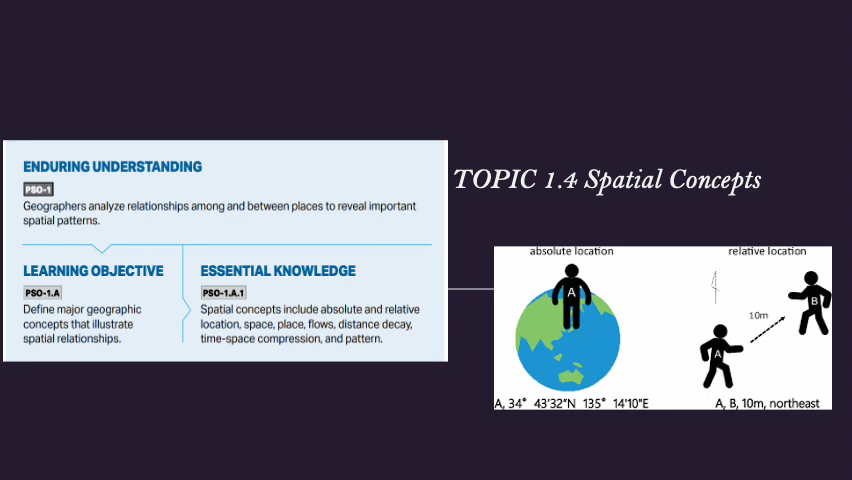 ENDURING UNDERSTANDING
PSO-1
Geographers analyze relationships among and between places to reveal important
spatial patterns.
LEARNING OBJECTIVE
PSO-1.A
Define major geographic
concepts that illustrate
spatial relationships.
ESSENTIAL KNOWLEDGE
PSO-1.A.1
Spatial concepts include absolute and relative
location, space, place, flows, distance decay,
time-space compression, and pattern.
TOPIC 1.4 Spatial Concepts
absolute location
A
A, 34° 43'32"N 135° 14'10"E
relative location
B
10m
A
A, B, 10m, northeast